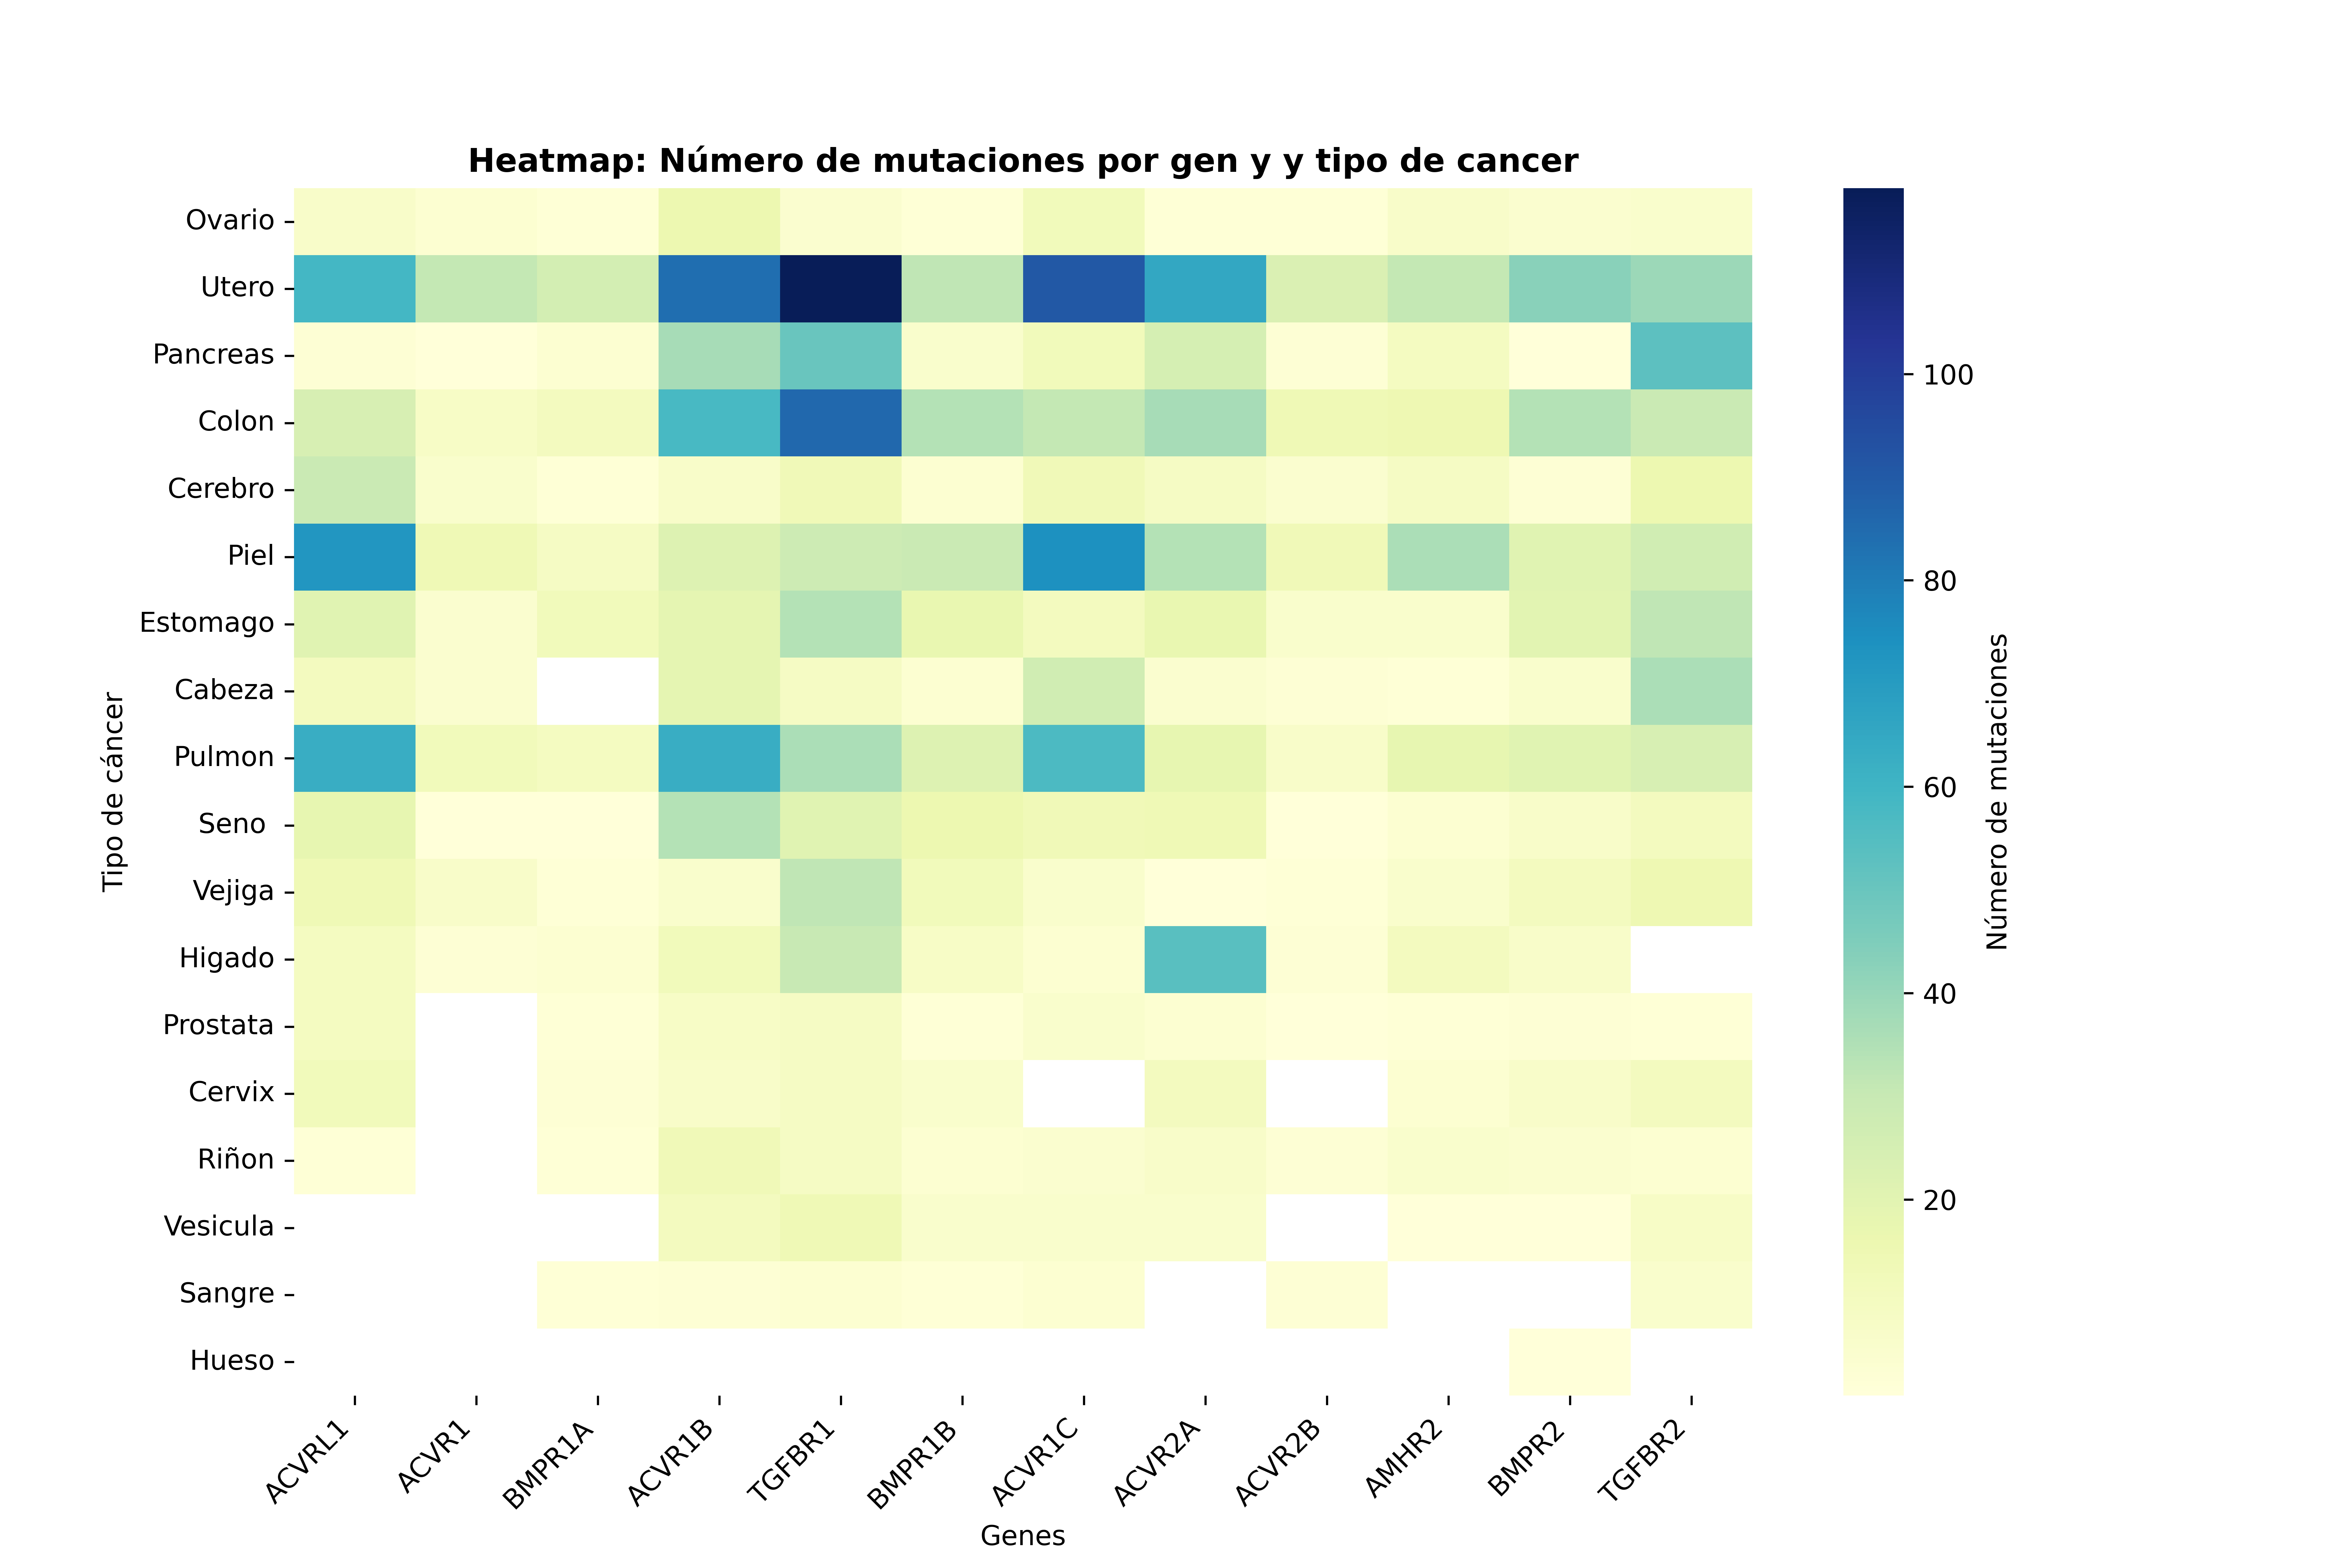 Heatmap: Número de mutaciones por gen y y tipo de cancer
Tipo de cáncer
Ovario
Utero
Pancreas
Colon
Cerebro
Piel
Estomago
Cabeza
Pulmon
Seno
Vejiga
Higado
Prostata
Cervix
Riñon
Vesicula
Sangre
Hueso
ACVRL1
ACVR1
BMPR1A
ACVR1B
TGFBR1
BMPR1B
ACVR1C
ACVR2A
ACVR2B
AMHR2
BMPR2
TGFBR2
Genes
100
80
60
40
20
Número de mutaciones